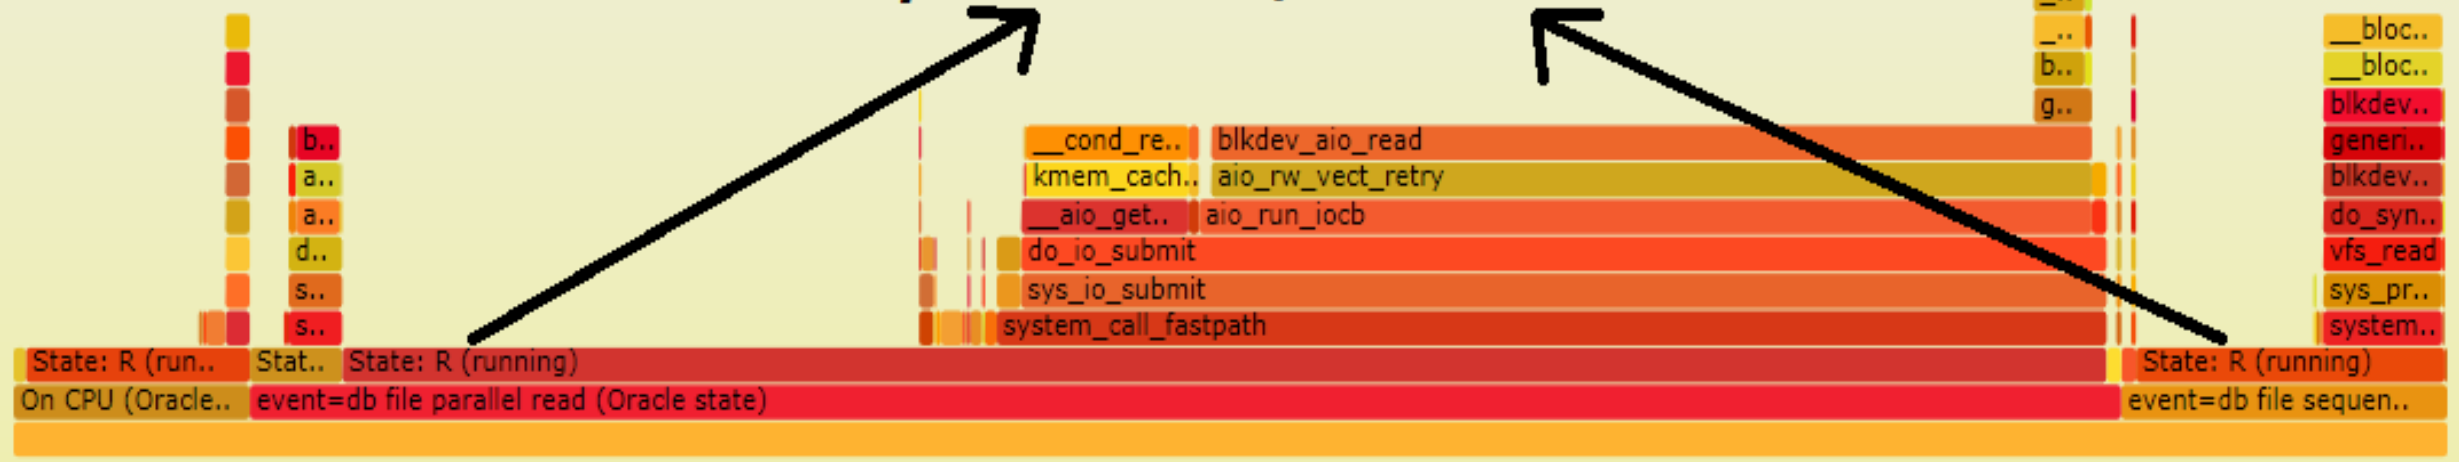 _.. __bloc..
b.. __bloc..
g.. blkdev..
b.. __cond_re.. blkdev_aio_read generi..
a.. kmem_cach.. aio_rw_vect_retry blkdev..
a.. __aio_get.. aio_run_iocb do_syn..
d.. do_io_submit vfs_read
s.. sys_io_submit sys_pr..
s.. system_call_fastpath system..
State: R (run.. Stat.. State: R (running) State: R (running)
On CPU (Oracle.. event=db file parallel read (Oracle state) event=db file sequen..